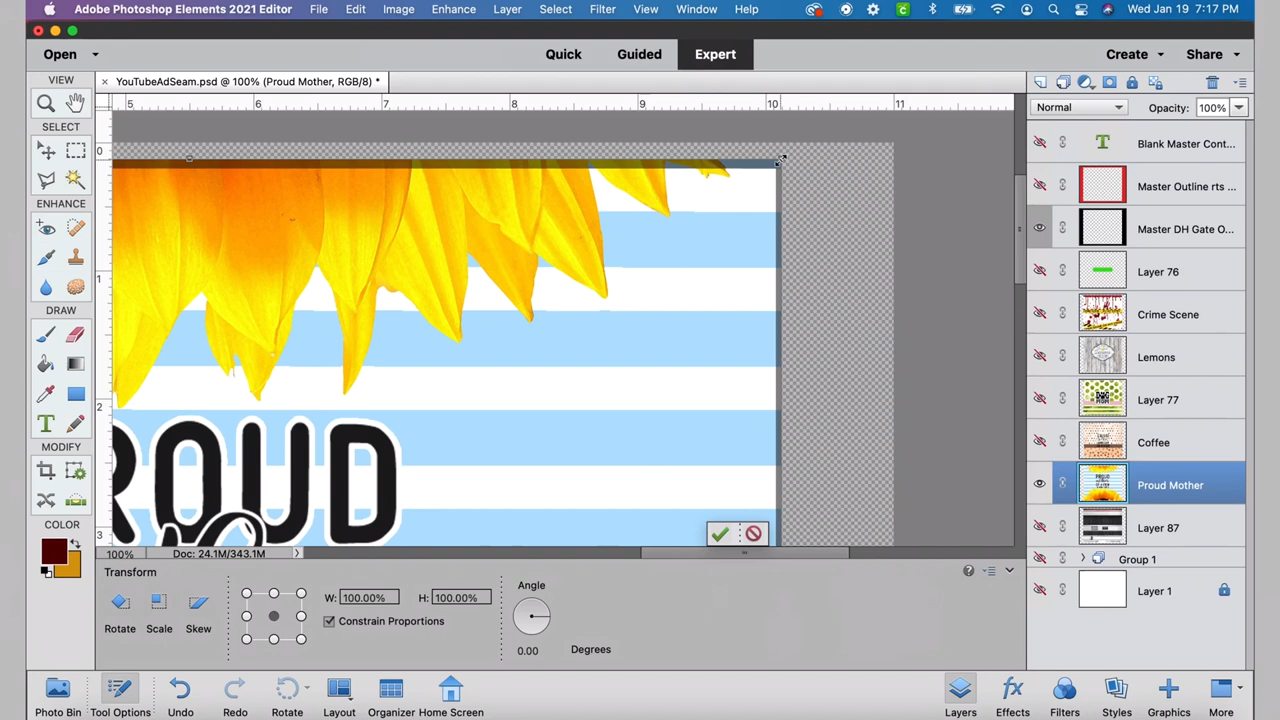 Adobe Photoshop Elements 2021 Editor File Edit Image Enhance Layer Select Filter View Window Help Wed Jan 19 7:17 PM
Open Quick Guided Expert Create Share
VIEW × YouTubeAdSeam.psd @ 100% (Proud Mother, RGB/8) *
5 6 7 8 9 10 11
Normal Opacity: 100%
SELECT
0
T Blank Master Cont...
Master Outline rts ...
ENHANCE
Master DH Gate O...
1
Layer 76
DRAW
Crime Scene
Lemons
2
Layer 77
T
MODIFY
Coffee
ROUD
Proud Mother
COLOR
3
Layer 87
100% Doc: 24.1M/343.1M
Group 1
Transform
Layer 1
W: 100.00% H: 100.00% Angle
Rotate Scale Skew
Constrain Proportions
0.00 Degrees
Photo Bin Tool Options Undo Redo Rotate Layout Organizer Home Screen Layers Effects Filters Styles Graphics More